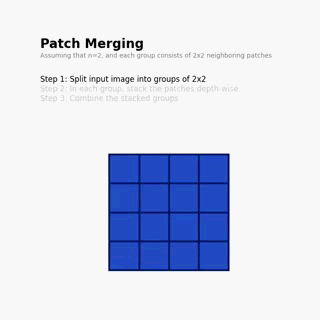 Patch Merging
Assuming that n=2, and each group consists of 2x2 neighboring patches
Step 1: Split input image into groups of 2x2
Step 2: In each group, stack the patches depth-wise
Step 3: Combine the stacked groups